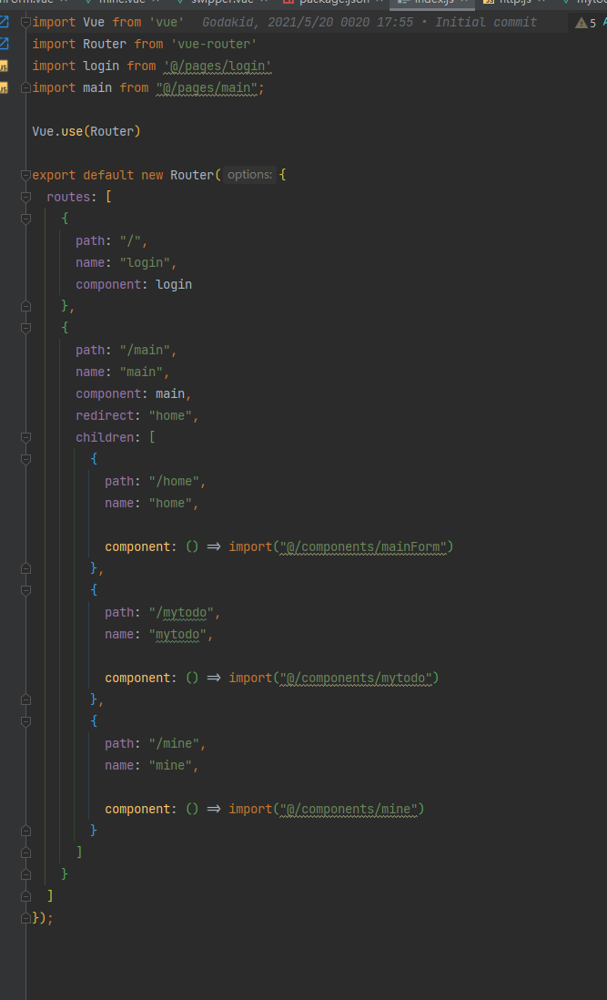 mine.vue swipper.vue package.json index.js http.js
import Vue from 'vue' Godakid, 2021/5/20 0020 17:55 • Initial commit 5
import Router from 'vue-router'
import login from '@/pages/login'
import main from "@/pages/main";
Vue.use(Router)
export default new Router( options: {
routes: [
{
path: "/",
name: "login",
component: login
},
{
path: "/main",
name: "main",
component: main,
redirect: "home",
children: [
{
path: "/home",
name: "home",
component: () => import("@/components/mainForm")
},
{
path: "/mytodo",
name: "mytodo",
component: () => import("@/components/mytodo")
},
{
path: "/mine",
name: "mine",
component: () => import("@/components/mine")
}
]
}
]
});